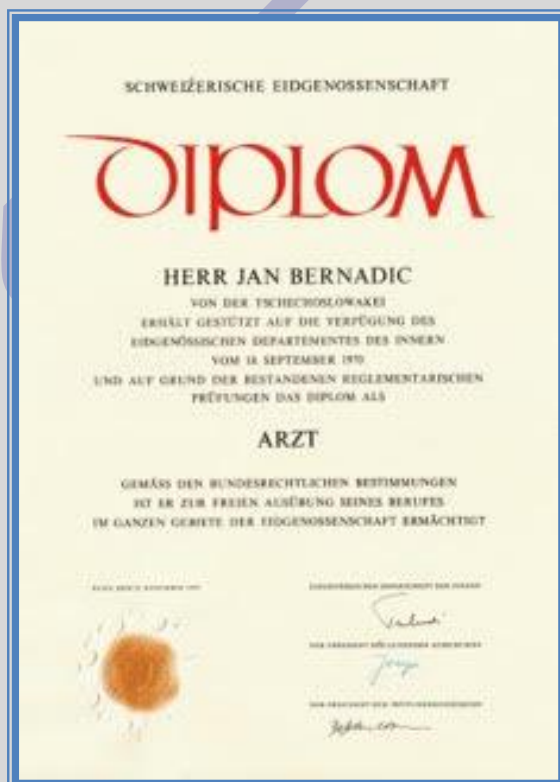 SCHWEIZERISCHE EIDGENOSSENSCHAFT
DIPLOM
HERR JAN BERNADIC
VON DER TSCHECHOSLOWAKEI
ERHÄLT GESTÜTZT AUF DIE VERFÜGUNG DES
EIDGENÖSSISCHEN DEPARTEMENTES DES INNERN
VOM 18 SEPTEMBER 1970
UND AUF GRUND DER BESTANDENEN REGLEMENTARISCHEN
PRÜFUNGEN DAS DIPLOM ALS
ARZT
GEMÄSS DEN BUNDESRECHTLICHEN BESTIMMUNGEN
IST ER ZUR FREIEN AUSÜBUNG SEINES BERUFES
IM GANZEN GEBIETE DER EIDGENOSSENSCHAFT ERMÄCHTIGT